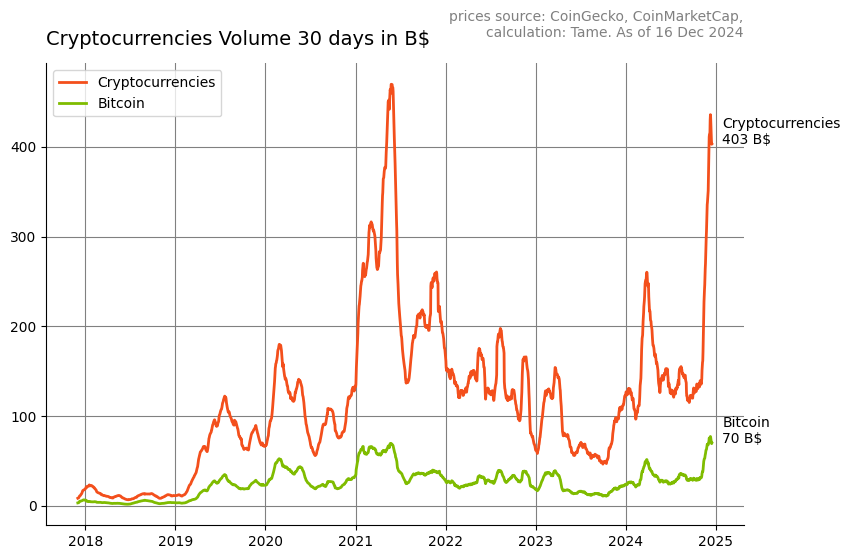 prices source: CoinGecko, CoinMarketCap,
calculation: Tame. As of 16 Dec 2024
Cryptocurrencies Volume 30 days in B$
Cryptocurrencies
Bitcoin
400
300
200
100
0
Cryptocurrencies
403 B$
Bitcoin
70 B$
2018 2019 2020 2021 2022 2023 2024 2025